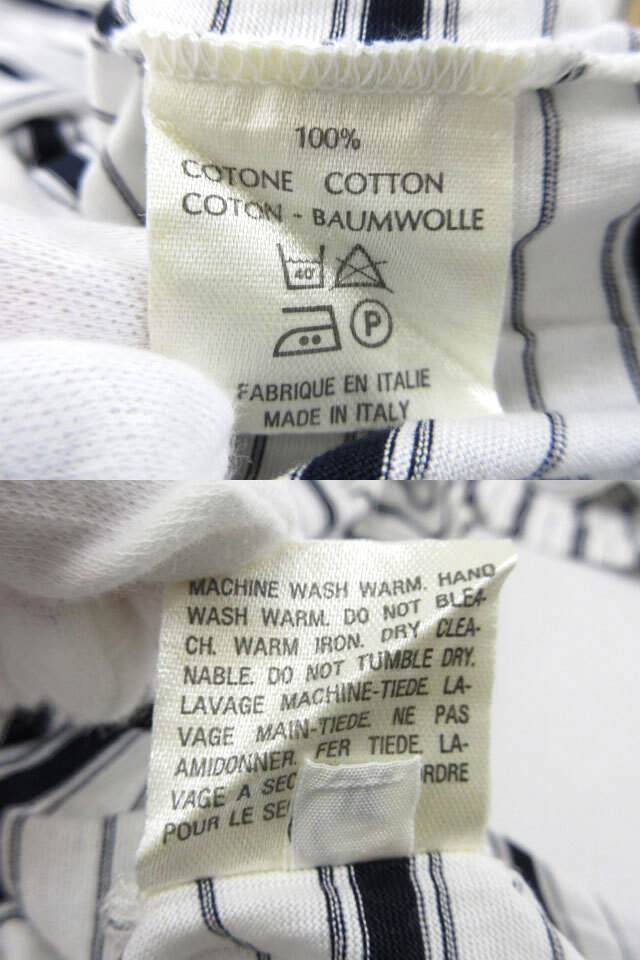 100%
COTONE COTTON
COTON - BAUMWOLLE
40°
P
FABRIQUE EN ITALIE
MADE IN ITALY
MACHINE WASH WARM. HAND
WASH WARM. DO NOT BLEA-
CH. WARM IRON. DRY CLEA-
NABLE. DO NOT TUMBLE DRY.
LAVAGE MACHINE-TIEDE. LA-
VAGE MAIN-TIEDE. NE PAS
AMIDONNER. FER TIEDE. LA-
VAGE A SEC
POUR LE